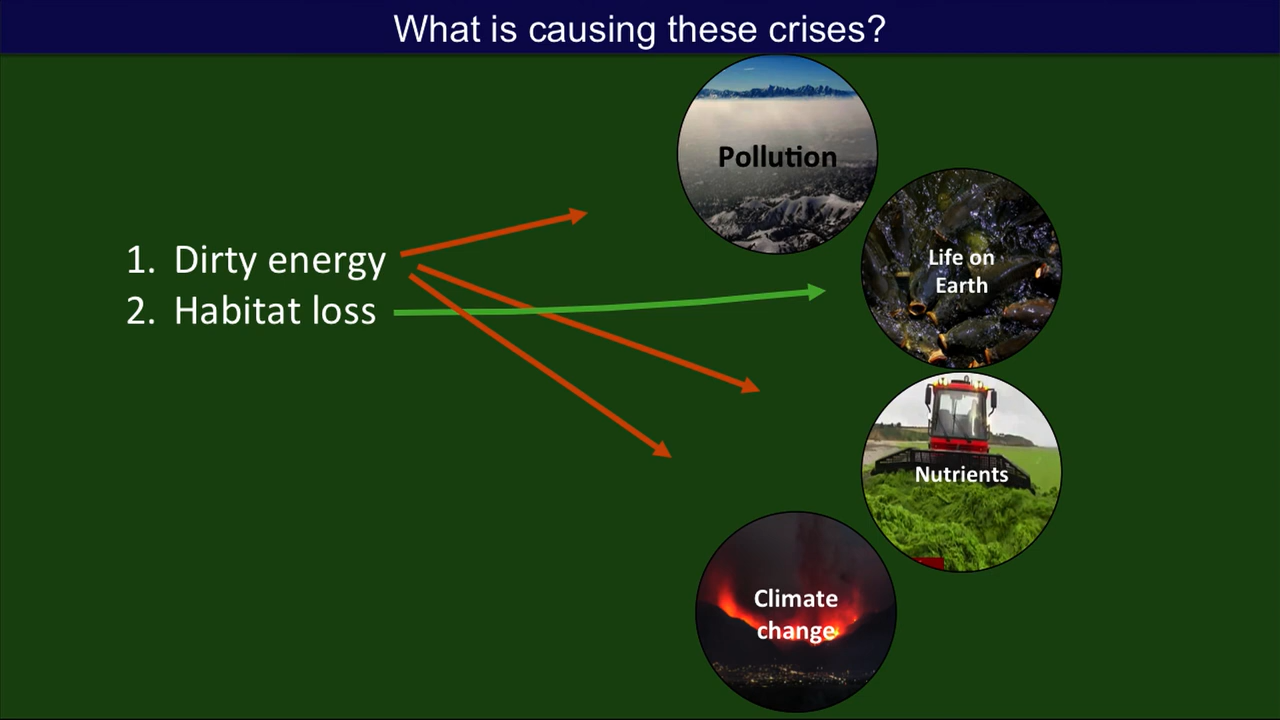 What is causing these crises?
Pollution
1. Dirty energy
2. Habitat loss
Life on
Earth
Nutrients
Climate
change